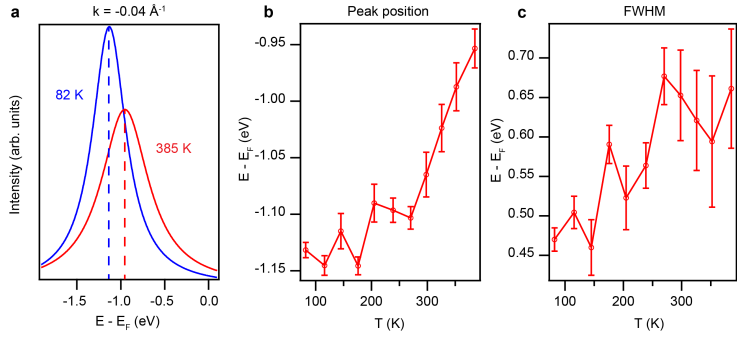 a
k = -0.04 Å-1
Intensity (arb. units)
82 K
385 K
-1.5
-1.0
-0.5
0.0
E - EF (eV)
b
Peak position
E - EF (eV)
-0.95
-1.00
-1.05
-1.10
-1.15
100
200
300
T (K)
c
FWHM
E - EF (eV)
0.70
0.65
0.60
0.55
0.50
0.45
100
200
300
T (K)